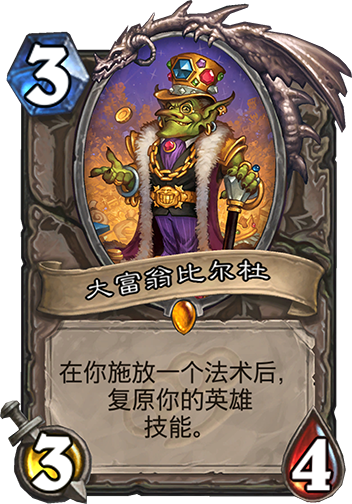 3
大富翁比尔杜
在你施放一个法术后,
复原你的英雄
技能。
3
4